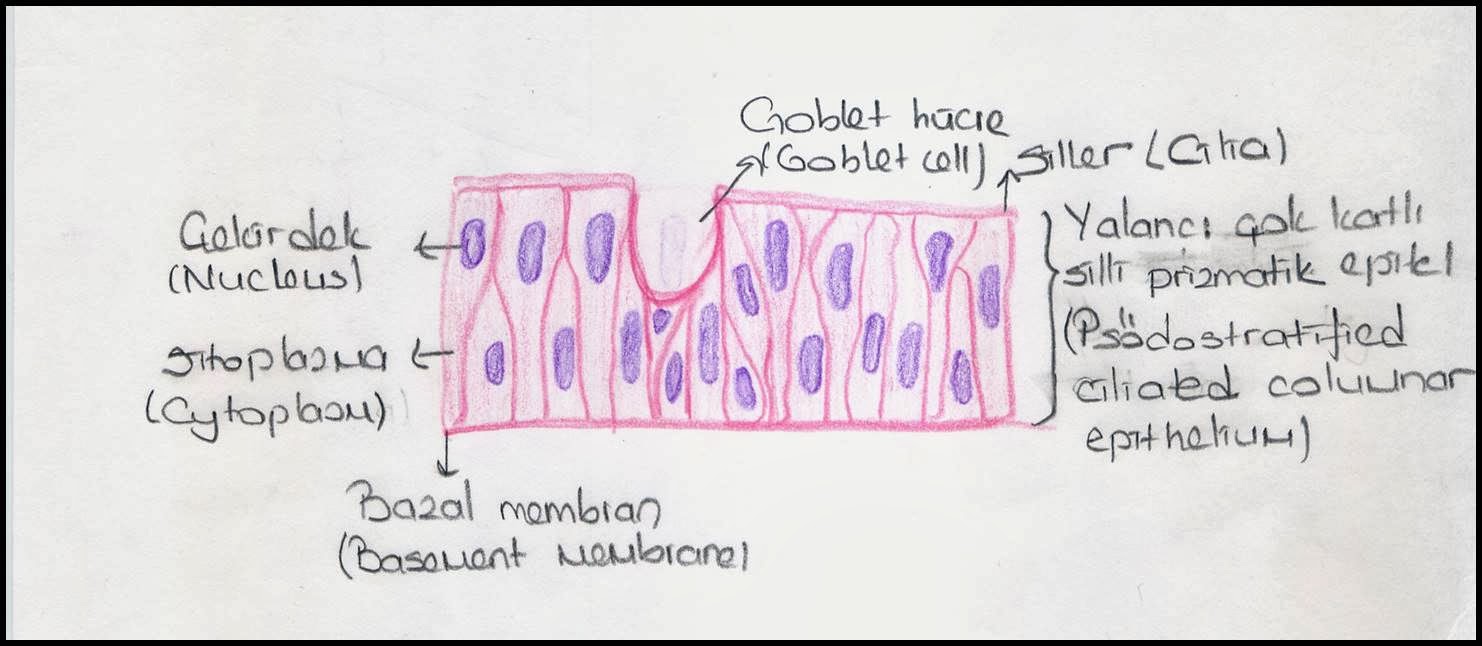 Goblet hücre
(Goblet cell)
Siller (Cilia)
Çekirdek
(Nucleus)
Sitoplazma
(Cytoplasm)
Yalancı çok katlı
silli prizmatik epitel
(Psödostratified
ciliated columnar
epithelium)
Bazal membran
(Basement membrane)